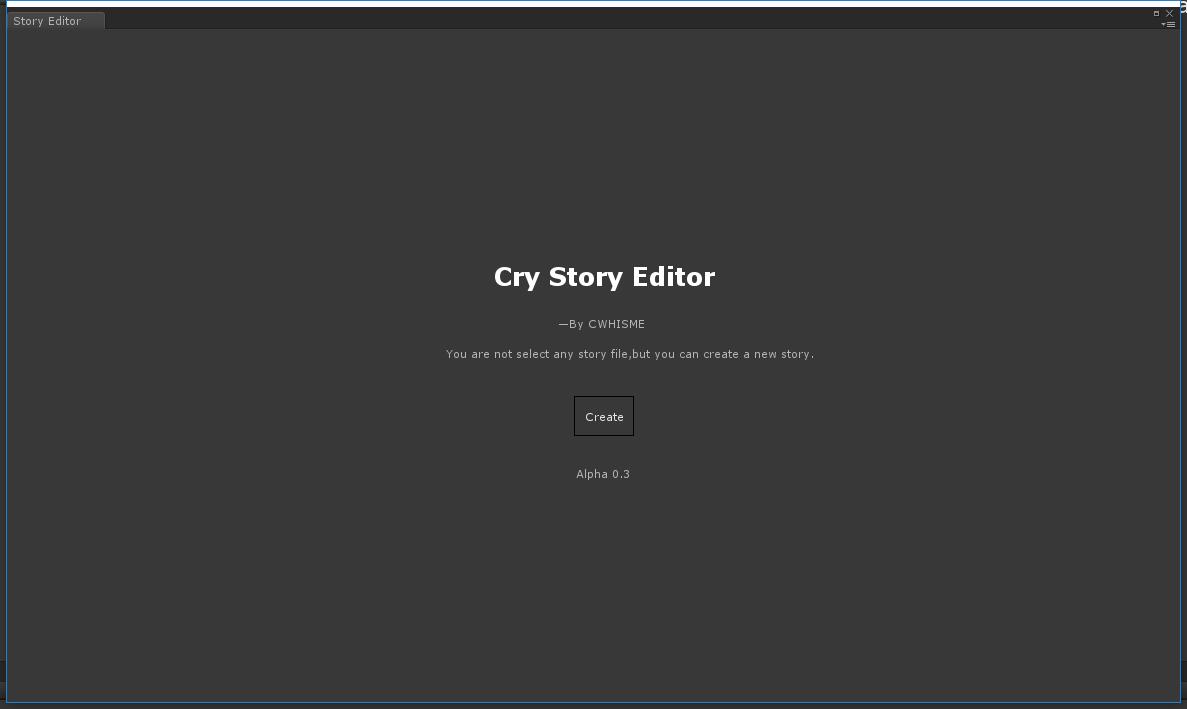 Story Editor
Cry Story Editor
—By CWHISME
You are not select any story file,but you can create a new story.
Create
Alpha 0.3